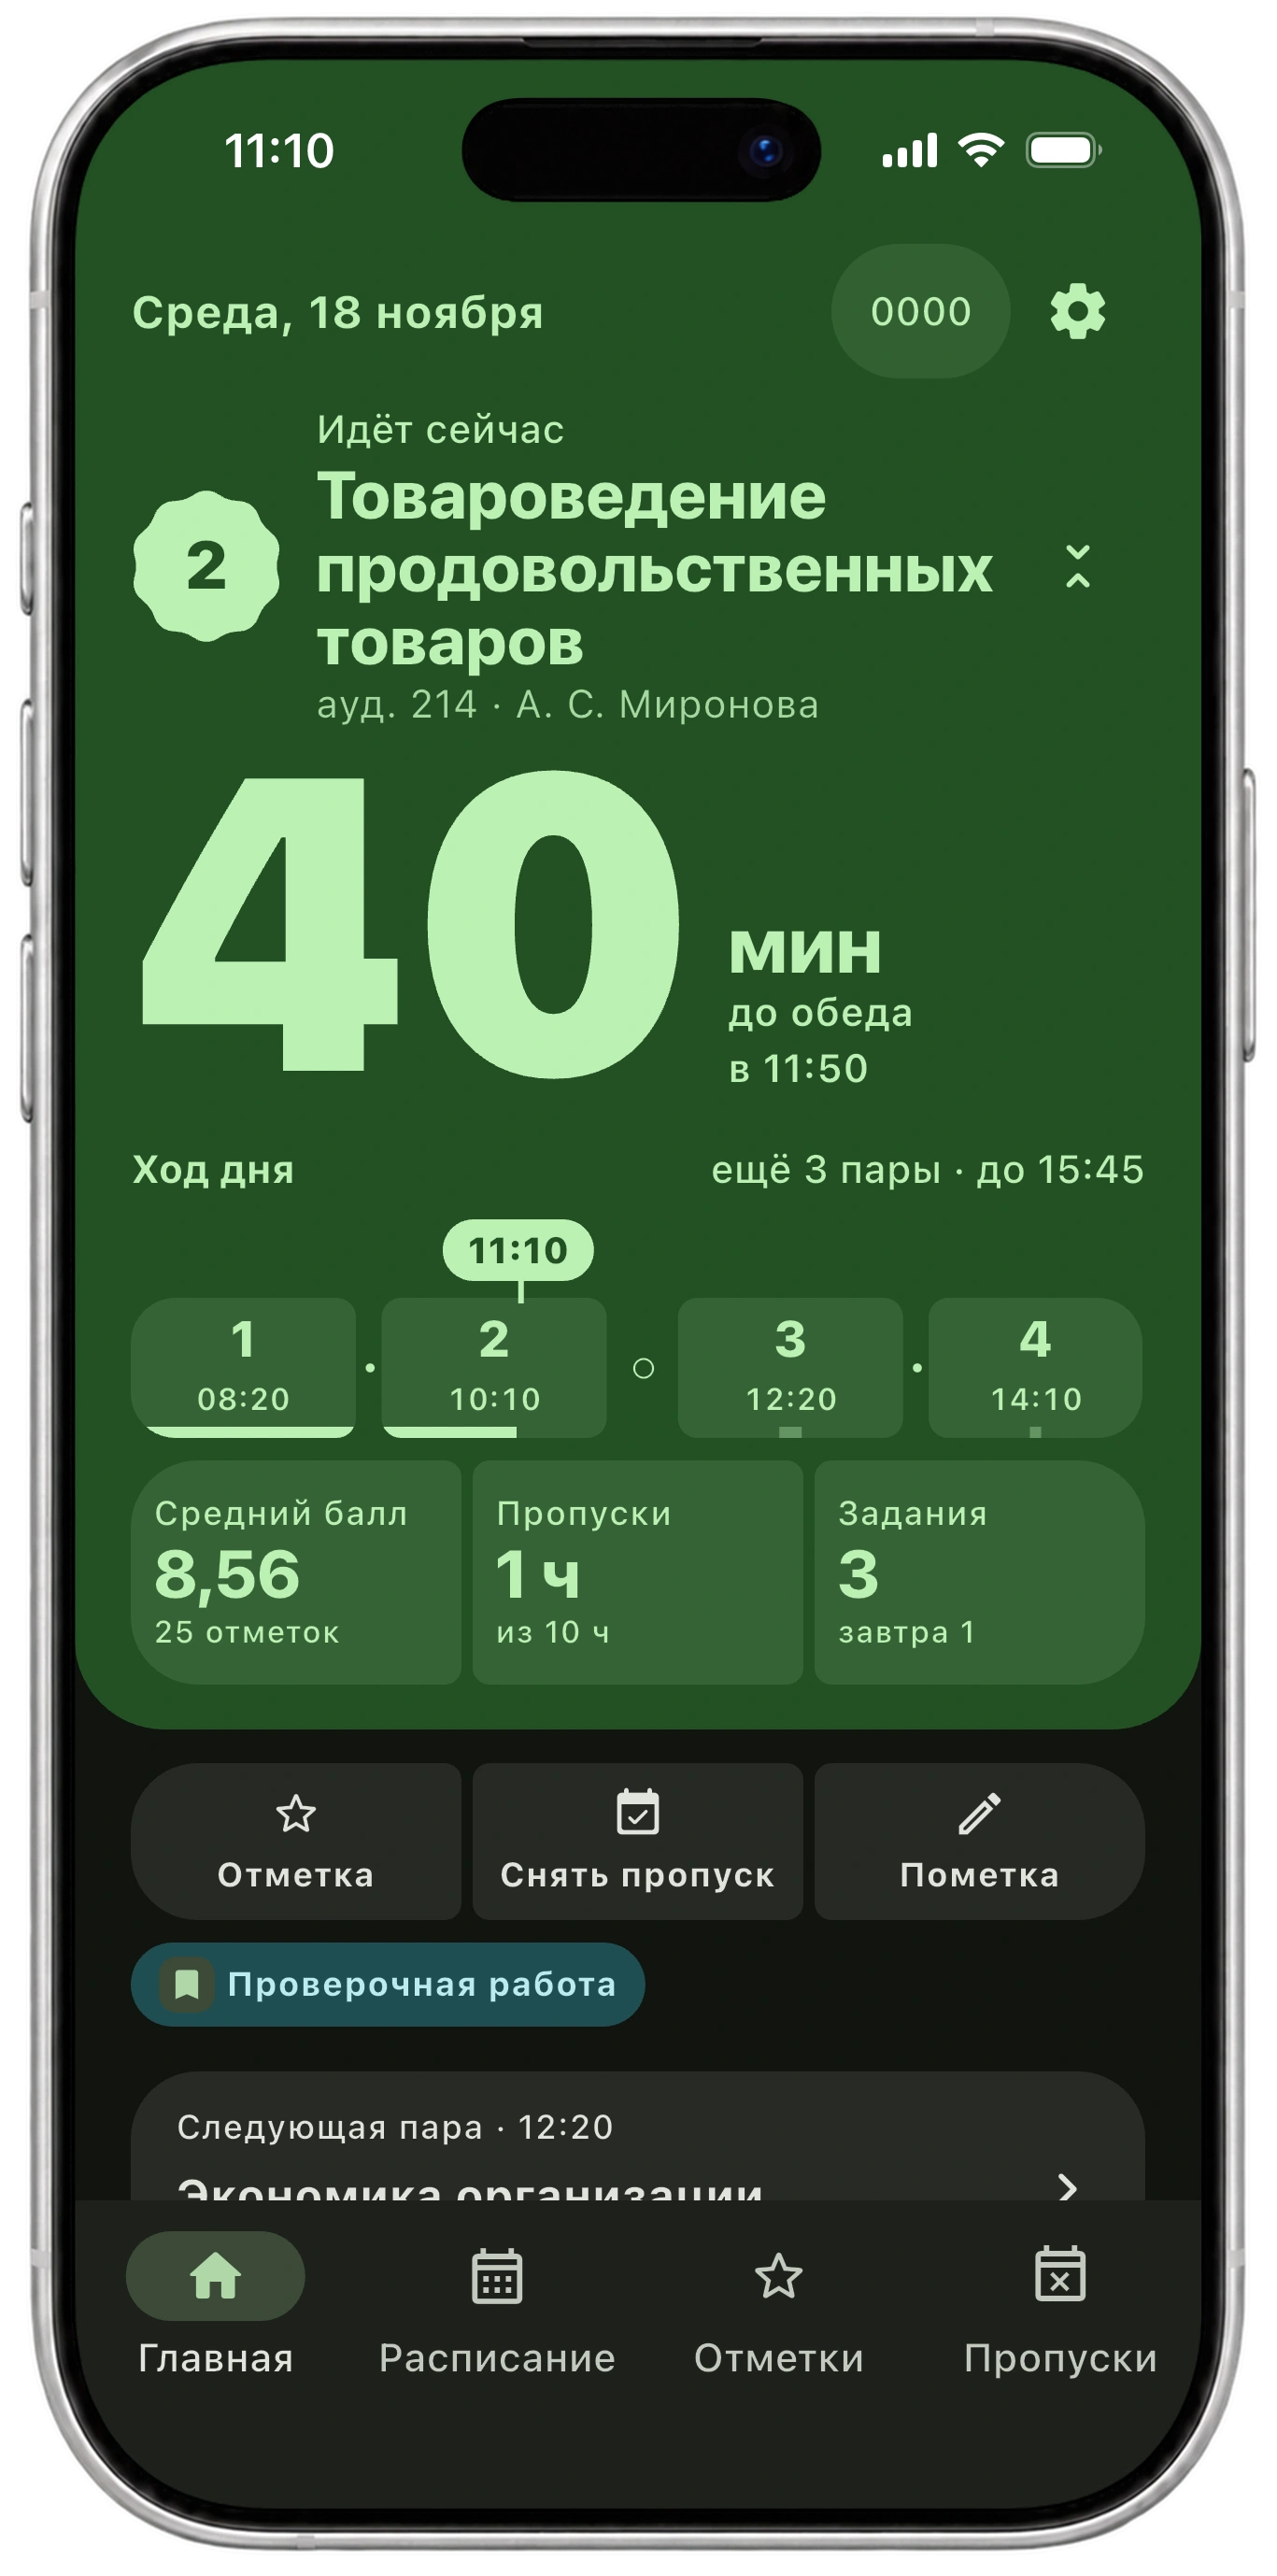 11:10
Среда, 18 ноября
0000
Идёт сейчас
2
Товароведение
продовольственных
товаров
ауд. 214 · А. С. Миронова
40
мин
до обеда
в 11:50
Ход дня
ещё 3 пары · до 15:45
11:10
1 2 3 4
08:20 10:10 12:20 14:10
Средний балл Пропуски Задания
8,56 1 ч 3
25 отметок из 10 ч завтра 1
Отметка Снять пропуск Пометка
Проверочная работа
Следующая пара · 12:20
Экономика организации
Главная Расписание Отметки Пропуски